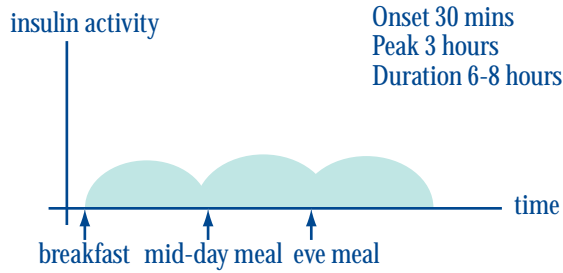 insulin activity
Onset 30 mins
Peak 3 hours
Duration 6-8 hours
time
breakfast mid-day meal eve meal